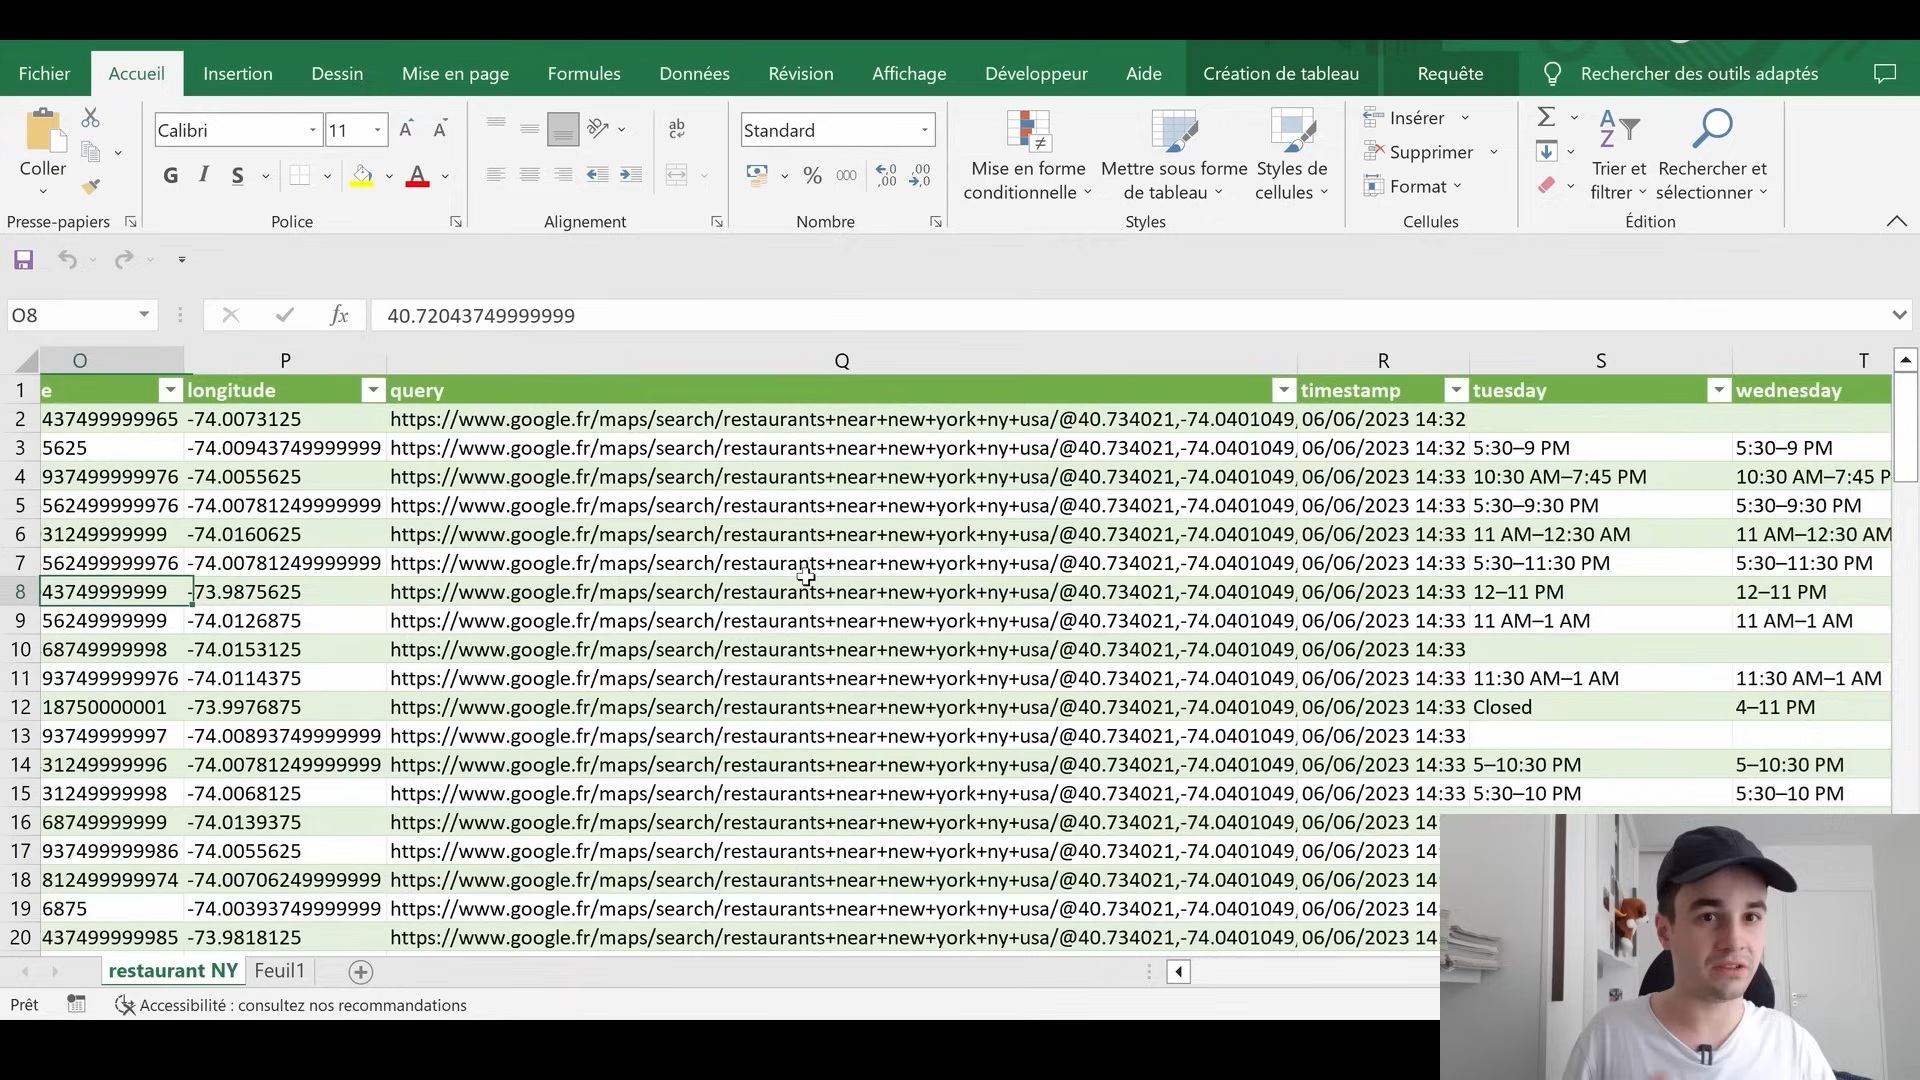 Fichier Accueil Insertion Dessin Mise en page Formules Données Révision Affichage Développeur Aide Création de tableau Requête Rechercher des outils adaptés
Coller
Presse-papiers
Calibri 11
G I S
Police
ab
Alignement
Standard
% 000
Nombre
Mise en forme conditionnelle
Mettre sous forme de tableau
Styles de cellules
Styles
Insérer
Supprimer
Format
Cellules
Trier et filtrer
Rechercher et sélectionner
Édition
O8 fx 40.72043749999999
O P Q R S T
1 e longitude query timestamp tuesday wednesday
2 437499999965 -74.0073125 https://www.google.fr/maps/search/restaurants+near+new+york+ny+usa/@40.734021,-74.0401049, 06/06/2023 14:32
3 5625 -74.00943749999999 https://www.google.fr/maps/search/restaurants+near+new+york+ny+usa/@40.734021,-74.0401049, 06/06/2023 14:32 5:30–9 PM 5:30–9 PM
4 937499999976 -74.0055625 https://www.google.fr/maps/search/restaurants+near+new+york+ny+usa/@40.734021,-74.0401049, 06/06/2023 14:33 10:30 AM–7:45 PM 10:30 AM–7:45 P
5 562499999976 -74.00781249999999 https://www.google.fr/maps/search/restaurants+near+new+york+ny+usa/@40.734021,-74.0401049, 06/06/2023 14:33 5:30–9:30 PM 5:30–9:30 PM
6 31249999999 -74.0160625 https://www.google.fr/maps/search/restaurants+near+new+york+ny+usa/@40.734021,-74.0401049, 06/06/2023 14:33 11 AM–12:30 AM 11 AM–12:30 AM
7 562499999976 -74.00781249999999 https://www.google.fr/maps/search/restaurants+near+new+york+ny+usa/@40.734021,-74.0401049, 06/06/2023 14:33 5:30–11:30 PM 5:30–11:30 PM
8 43749999999 -73.9875625 https://www.google.fr/maps/search/restaurants+near+new+york+ny+usa/@40.734021,-74.0401049, 06/06/2023 14:33 12–11 PM 12–11 PM
9 56249999999 -74.0126875 https://www.google.fr/maps/search/restaurants+near+new+york+ny+usa/@40.734021,-74.0401049, 06/06/2023 14:33 11 AM–1 AM 11 AM–1 AM
10 68749999998 -74.0153125 https://www.google.fr/maps/search/restaurants+near+new+york+ny+usa/@40.734021,-74.0401049, 06/06/2023 14:33
11 937499999976 -74.0114375 https://www.google.fr/maps/search/restaurants+near+new+york+ny+usa/@40.734021,-74.0401049, 06/06/2023 14:33 11:30 AM–1 AM 11:30 AM–1 AM
12 18750000001 -73.9976875 https://www.google.fr/maps/search/restaurants+near+new+york+ny+usa/@40.734021,-74.0401049, 06/06/2023 14:33 Closed 4–11 PM
13 93749999997 -74.00893749999999 https://www.google.fr/maps/search/restaurants+near+new+york+ny+usa/@40.734021,-74.0401049, 06/06/2023 14:33
14 31249999996 -74.00781249999999 https://www.google.fr/maps/search/restaurants+near+new+york+ny+usa/@40.734021,-74.0401049, 06/06/2023 14:33 5–10:30 PM 5–10:30 PM
15 31249999998 -74.0068125 https://www.google.fr/maps/search/restaurants+near+new+york+ny+usa/@40.734021,-74.0401049, 06/06/2023 14:33 5:30–10 PM 5:30–10 PM
16 68749999999 -74.0139375 https://www.google.fr/maps/search/restaurants+near+new+york+ny+usa/@40.734021,-74.0401049, 06/06/2023 14:
17 937499999986 -74.0055625 https://www.google.fr/maps/search/restaurants+near+new+york+ny+usa/@40.734021,-74.0401049, 06/06/2023 14:
18 812499999974 -74.00706249999999 https://www.google.fr/maps/search/restaurants+near+new+york+ny+usa/@40.734021,-74.0401049, 06/06/2023 14:
19 6875 -74.00393749999999 https://www.google.fr/maps/search/restaurants+near+new+york+ny+usa/@40.734021,-74.0401049, 06/06/2023 14:
20 437499999985 -73.9818125 https://www.google.fr/maps/search/restaurants+near+new+york+ny+usa/@40.734021,-74.0401049, 06/06/2023 14:
restaurant NY Feuil1
Prêt Accessibilité : consultez nos recommandations